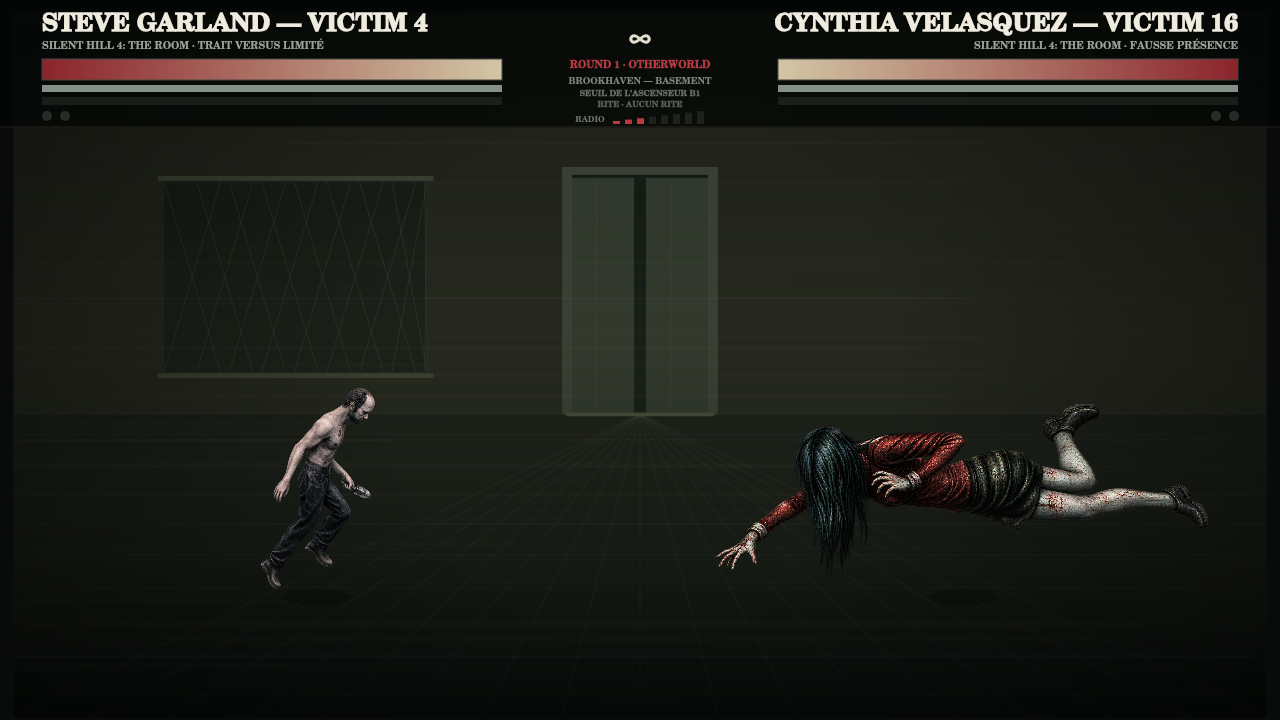 STEVE GARLAND — VICTIM 4
SILENT HILL 4: THE ROOM · TRAIT VERSUS LIMITÉ
∞
ROUND 1 · OTHERWORLD
BROOKHAVEN — BASEMENT
SEUIL DE L'ASCENSEUR B1
RITE · AUCUN RITE
RADIO
CYNTHIA VELASQUEZ — VICTIM 16
SILENT HILL 4: THE ROOM · FAUSSE PRÉSENCE